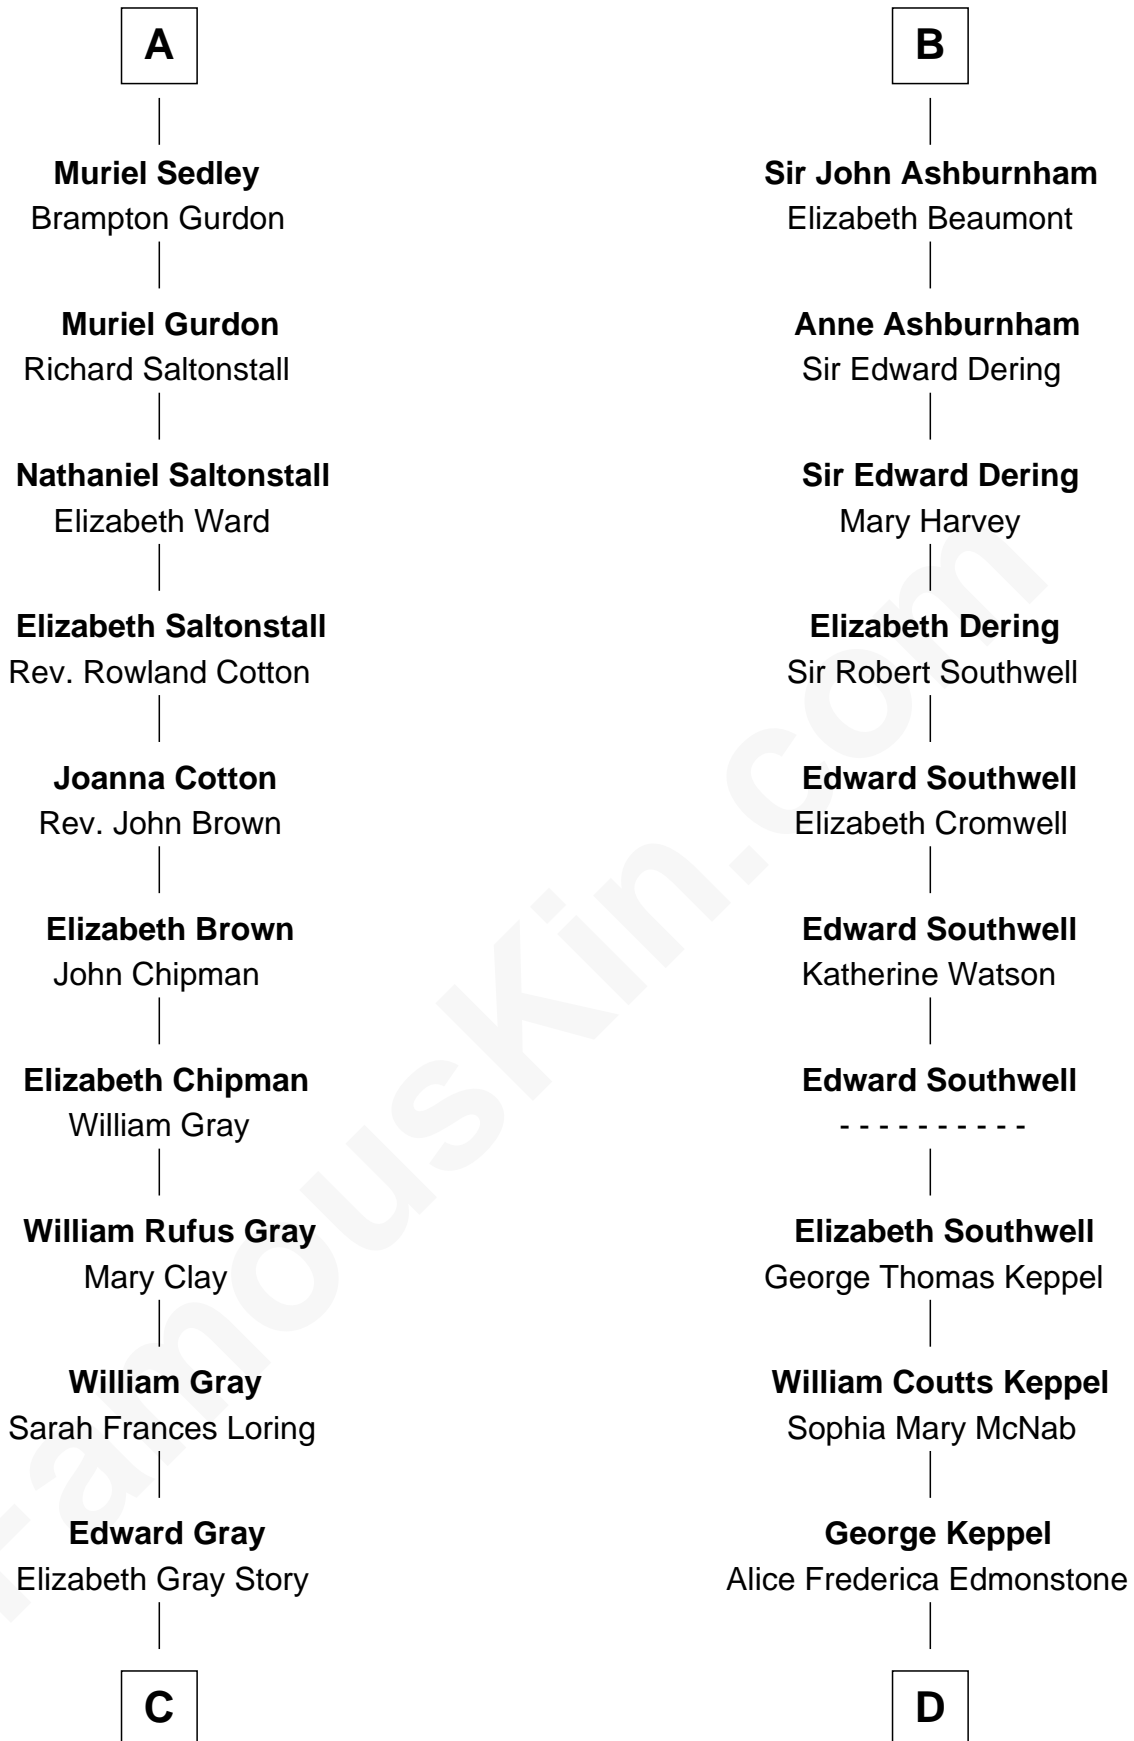 A
Muriel Sedley
Brampton Gurdon
Muriel Gurdon
Richard Saltonstall
Nathaniel Saltonstall
Elizabeth Ward
Elizabeth Saltonstall
Rev. Rowland Cotton
Joanna Cotton
Rev. John Brown
Elizabeth Brown
John Chipman
Elizabeth Chipman
William Gray
William Rufus Gray
Mary Clay
William Gray
Sarah Frances Loring
Edward Gray
Elizabeth Gray Story
C
B
Sir John Ashburnham
Elizabeth Beaumont
Anne Ashburnham
Sir Edward Dering
Sir Edward Dering
Mary Harvey
Elizabeth Dering
Sir Robert Southwell
Edward Southwell
Elizabeth Cromwell
Edward Southwell
Katherine Watson
Edward Southwell
- - - - - - - - - -
Elizabeth Southwell
George Thomas Keppel
William Coutts Keppel
Sophia Mary McNab
George Keppel
Alice Frederica Edmonstone
D
FamousKin.com